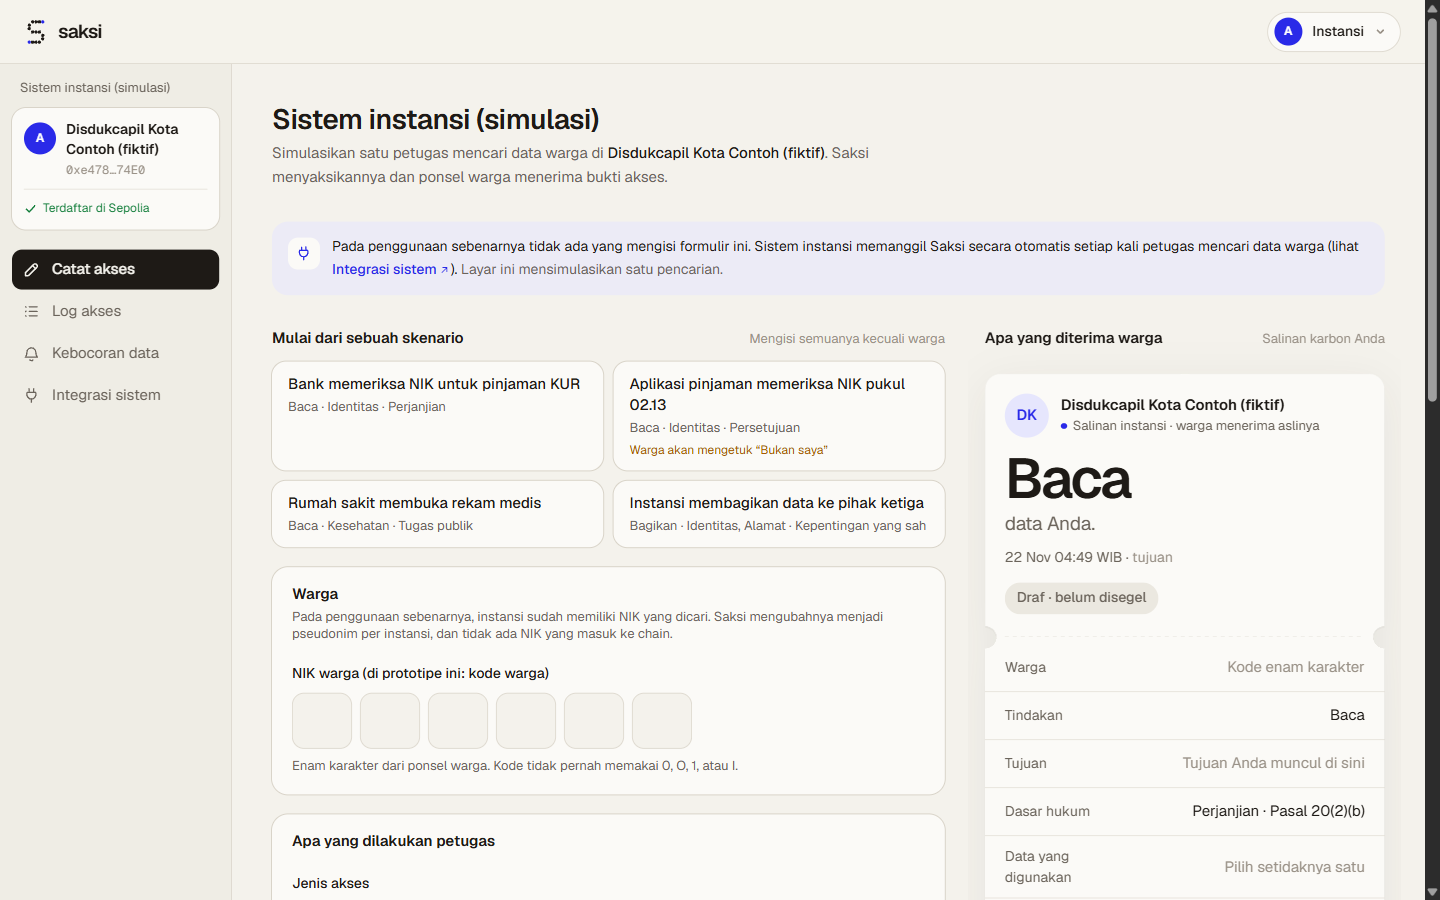 saksi
A Instansi
Sistem instansi (simulasi)
A
Disdukcapil Kota
Contoh (fiktif)
0xe478…74E0
Terdaftar di Sepolia
Catat akses
Log akses
Kebocoran data
Integrasi sistem
Sistem instansi (simulasi)
Simulasikan satu petugas mencari data warga di Disdukcapil Kota Contoh (fiktif). Saksi
menyaksikannya dan ponsel warga menerima bukti akses.
Pada penggunaan sebenarnya tidak ada yang mengisi formulir ini. Sistem instansi memanggil Saksi secara otomatis setiap kali petugas mencari data warga (lihat
Integrasi sistem ↗). Layar ini mensimulasikan satu pencarian.
Mulai dari sebuah skenario
Mengisi semuanya kecuali warga
Bank memeriksa NIK untuk pinjaman KUR
Baca · Identitas · Perjanjian
Aplikasi pinjaman memeriksa NIK pukul
02.13
Baca · Identitas · Persetujuan
Warga akan mengetuk “Bukan saya”
Rumah sakit membuka rekam medis
Baca · Kesehatan · Tugas publik
Instansi membagikan data ke pihak ketiga
Bagikan · Identitas, Alamat · Kepentingan yang sah
Warga
Pada penggunaan sebenarnya, instansi sudah memiliki NIK yang dicari. Saksi mengubahnya menjadi
pseudonim per instansi, dan tidak ada NIK yang masuk ke chain.
NIK warga (di prototipe ini: kode warga)
Enam karakter dari ponsel warga. Kode tidak pernah memakai 0, O, 1, atau I.
Apa yang dilakukan petugas
Jenis akses
Apa yang diterima warga
Salinan karbon Anda
DK
Disdukcapil Kota Contoh (fiktif)
Salinan instansi · warga menerima aslinya
Baca
data Anda.
22 Nov 04:49 WIB · tujuan
Draf · belum disegel
Warga
Kode enam karakter
Tindakan
Baca
Tujuan
Tujuan Anda muncul di sini
Dasar hukum
Perjanjian · Pasal 20(2)(b)
Data yang
digunakan
Pilih setidaknya satu